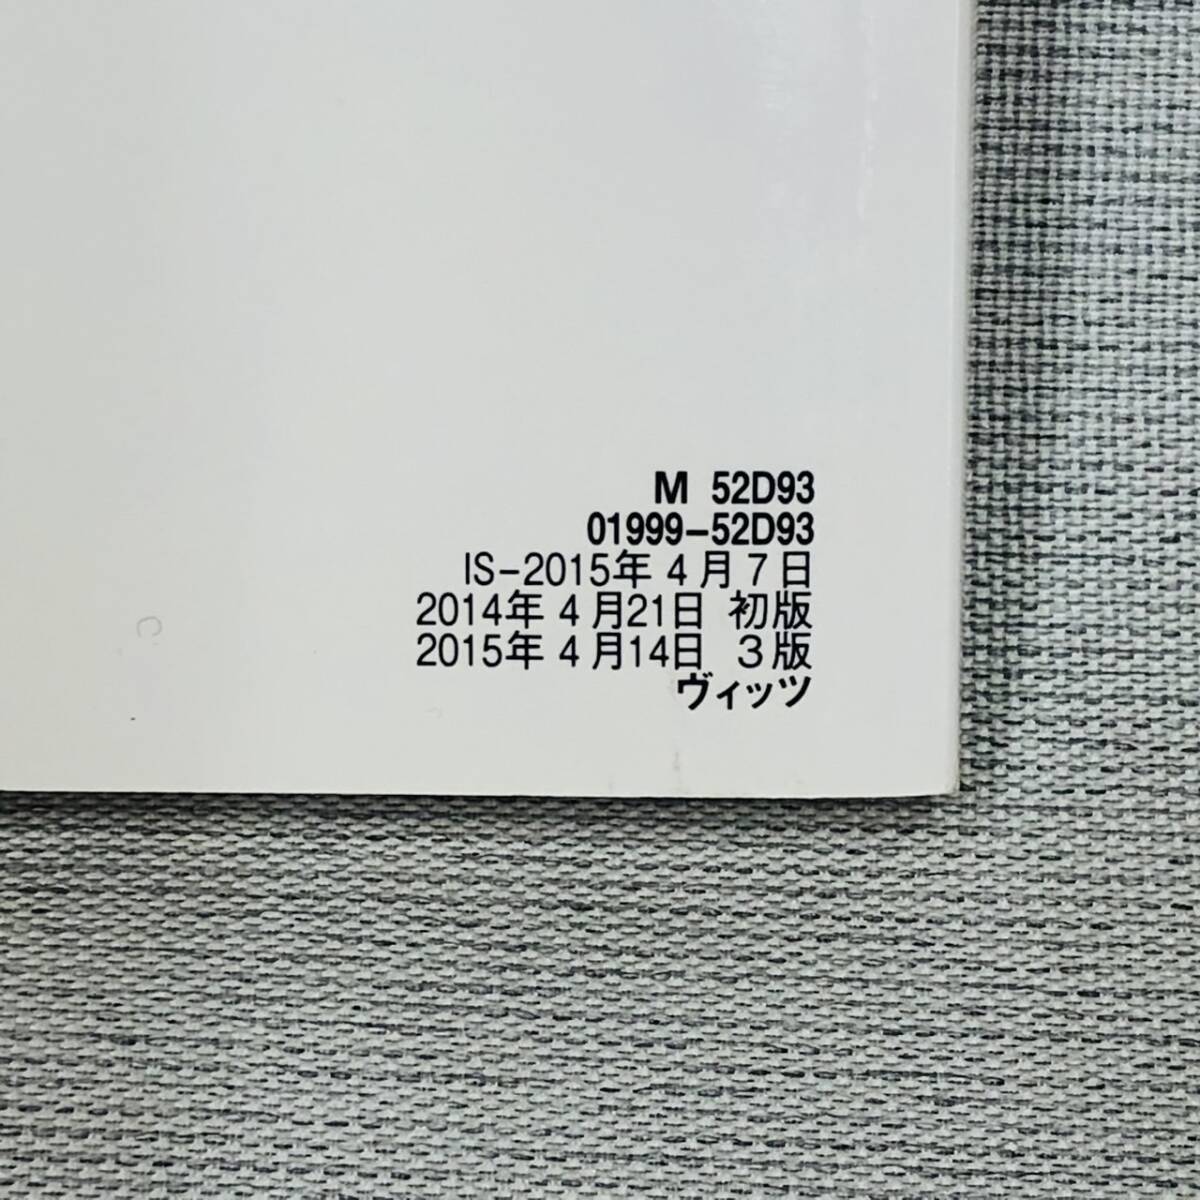 M 52D93
01999-52D93
IS-2015年4月7日
2014年4月21日 初版
2015年4月14日 3版
ヴィッツ